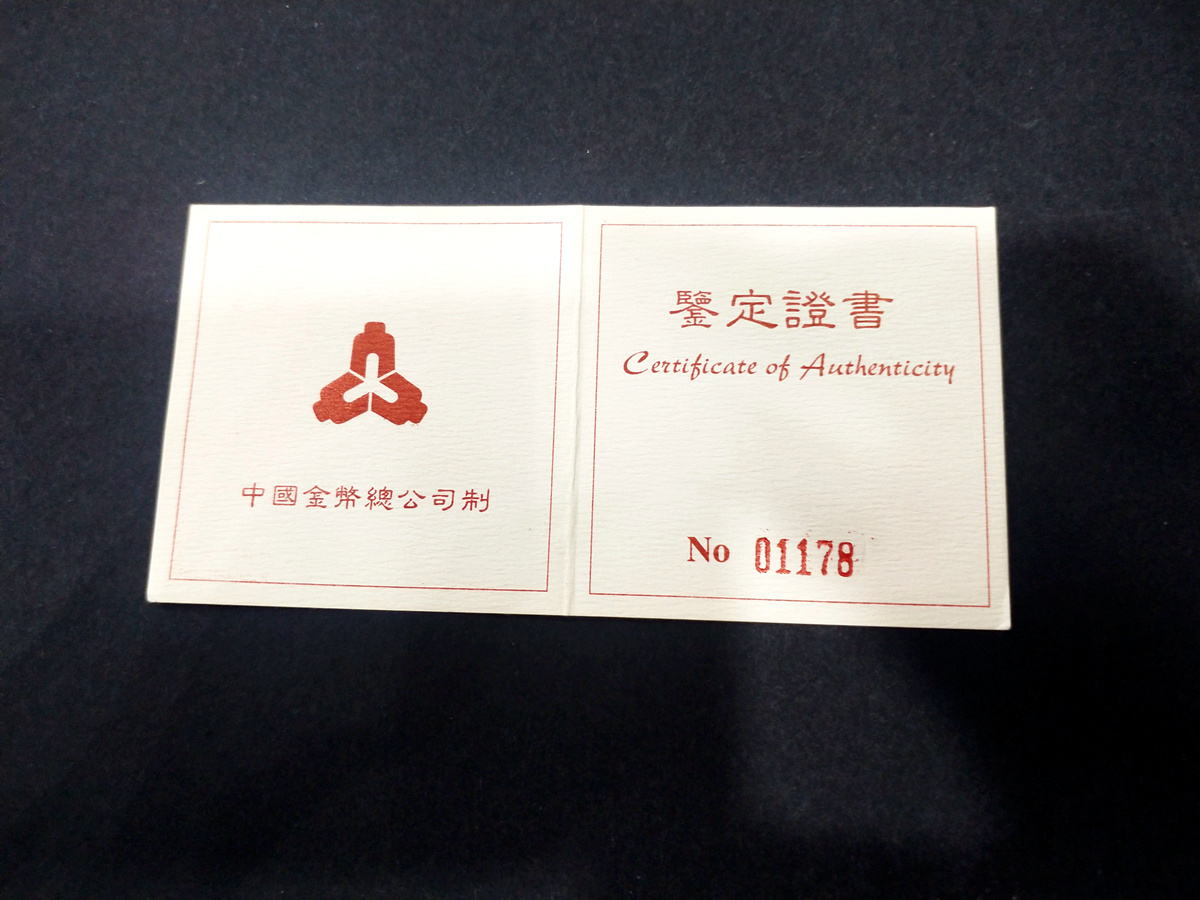 中國金幣總公司制
鑒定證書
Certificate of Authenticity
No 01178